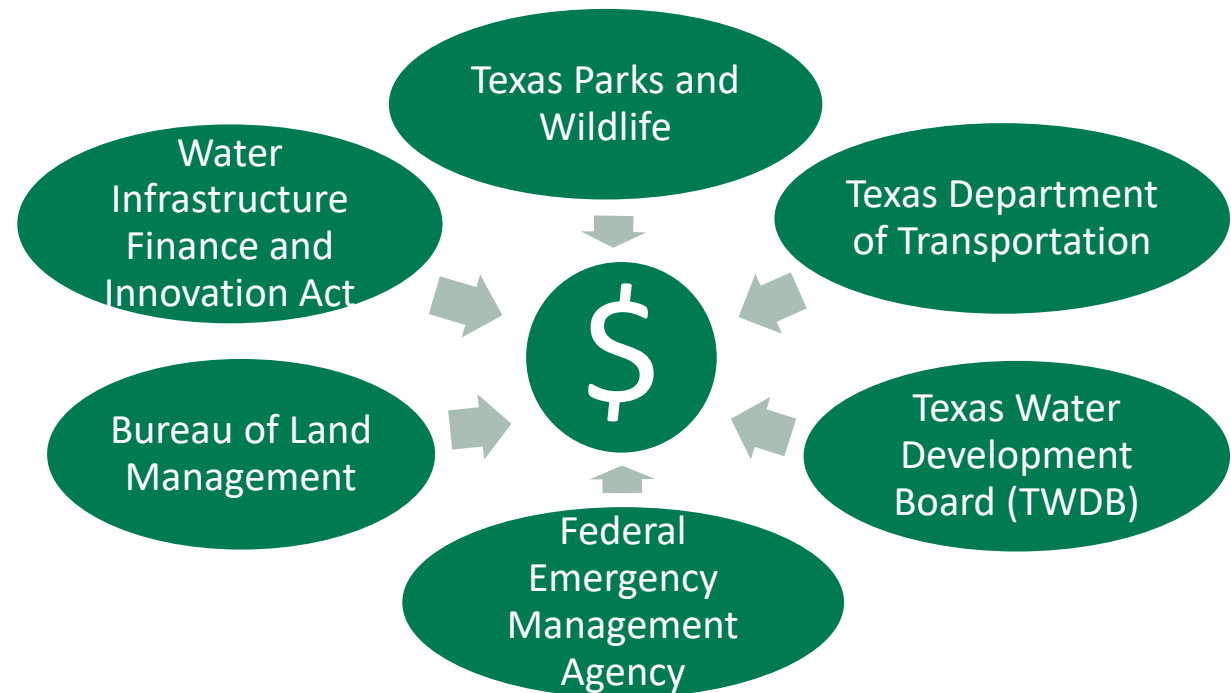 Texas Parks and
Wildlife
Water
Infrastructure
Finance and
Innovation Act
Texas Department
of Transportation
$
Bureau of Land
Management
Texas Water
Development
Board (TWDB)
Federal
Emergency
Management
Agency